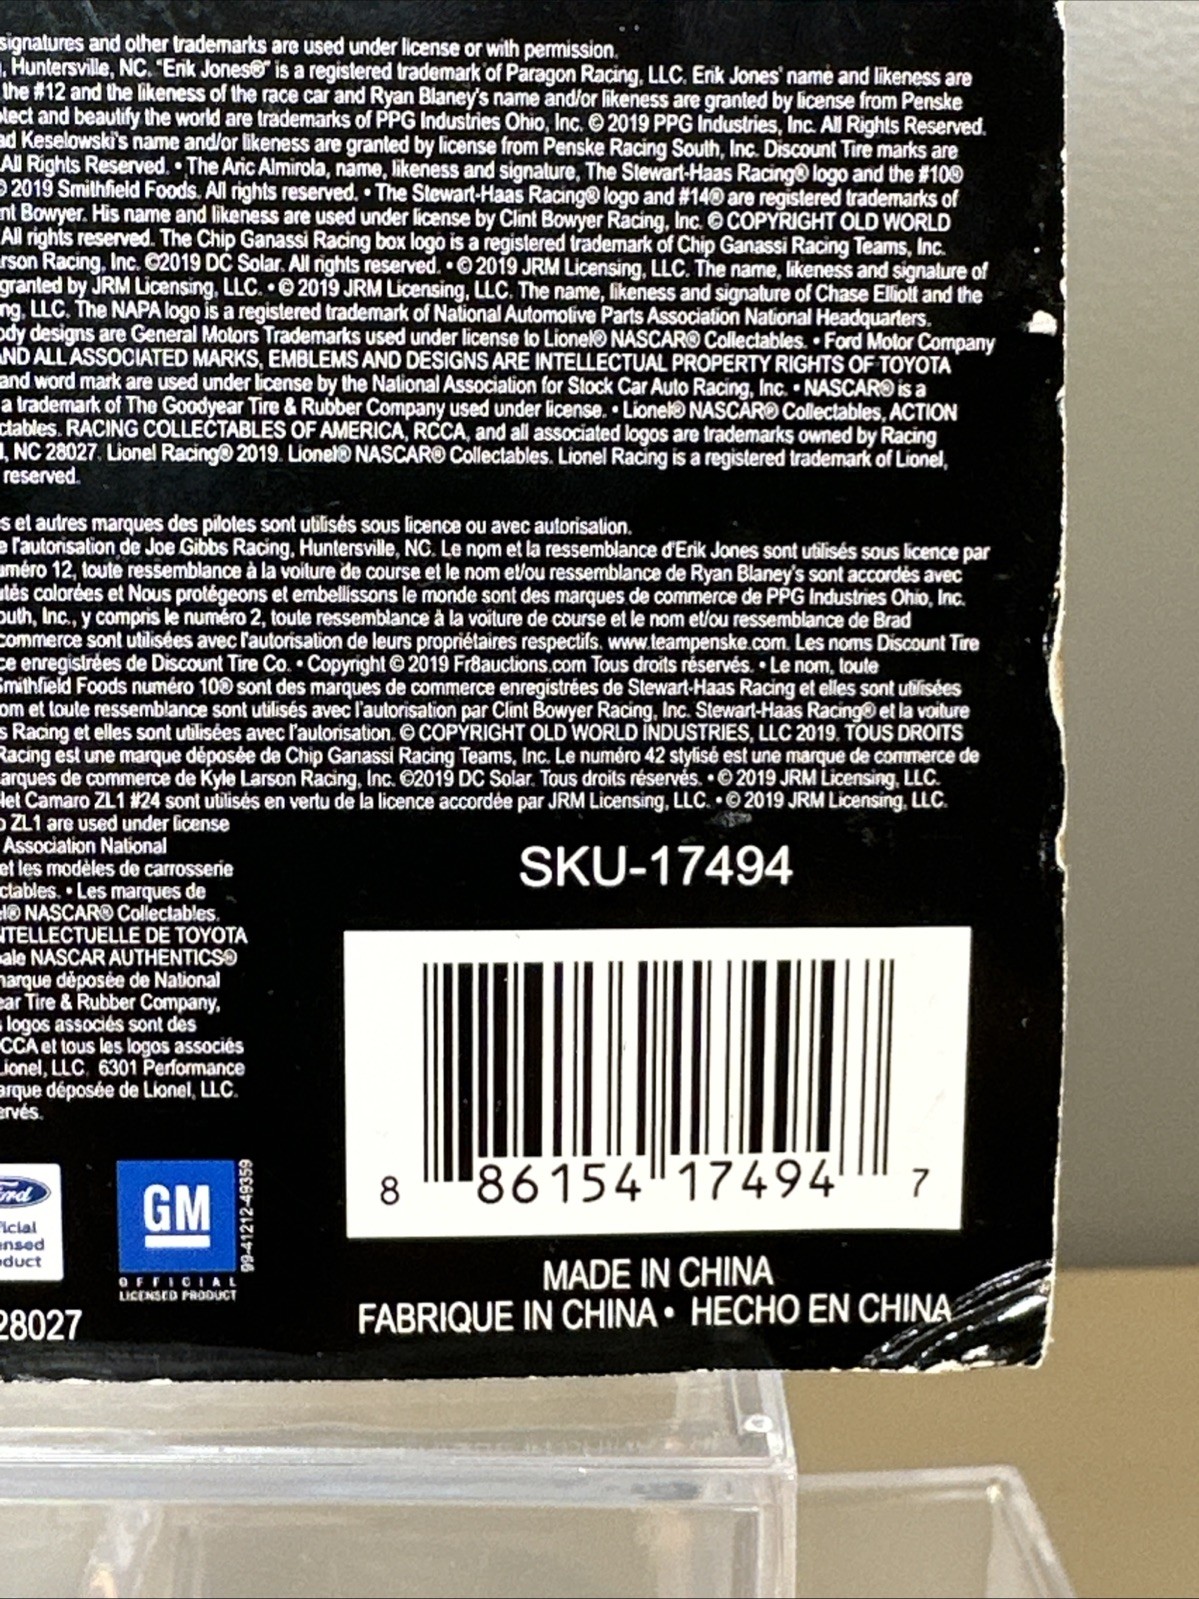 signatures and other trademarks are used under license or with permission.
, Huntersville, NC. "Erik Jones®" is a registered trademark of Paragon Racing, LLC. Erik Jones' name and likeness are
the #12 and the likeness of the race car and Ryan Blaney's name and/or likeness are granted by license from Penske
tect and beautify the world are trademarks of PPG Industries Ohio, Inc. © 2019 PPG Industries, Inc. All Rights Reserved.
ad Keselowski's name and/or likeness are granted by license from Penske Racing South, Inc. Discount Tire marks are
All Rights Reserved. • The Aric Almirola, name, likeness and signature, The Stewart-Haas Racing® logo and the #10®
© 2019 Smithfield Foods. All rights reserved. • The Stewart-Haas Racing® logo and #14® are registered trademarks of
nt Bowyer. His name and likeness are used under license by Clint Bowyer Racing, Inc. © COPYRIGHT OLD WORLD
All rights reserved. The Chip Ganassi Racing box logo is a registered trademark of Chip Ganassi Racing Teams, Inc.
rson Racing, Inc. ©2019 DC Solar. All rights reserved. • © 2019 JRM Licensing, LLC. The name, likeness and signature of
granted by JRM Licensing, LLC. • © 2019 JRM Licensing, LLC. The name, likeness and signature of Chase Elliott and the
ng, LLC. The NAPA logo is a registered trademark of National Automotive Parts Association National Headquarters.
ody designs are General Motors Trademarks used under license to Lionel® NASCAR® Collectables. • Ford Motor Company
AND ALL ASSOCIATED MARKS, EMBLEMS AND DESIGNS ARE INTELLECTUAL PROPERTY RIGHTS OF TOYOTA
and word mark are used under license by the National Association for Stock Car Auto Racing, Inc. • NASCAR® is a
a trademark of The Goodyear Tire & Rubber Company used under license. • Lionel® NASCAR® Collectables, ACTION
ctables. RACING COLLECTABLES OF AMERICA, RCCA, and all associated logos are trademarks owned by Racing
, NC 28027. Lionel Racing® 2019. Lionel® NASCAR® Collectables. Lionel Racing is a registered trademark of Lionel,
reserved.
s et autres marques des pilotes sont utilisés sous licence ou avec autorisation.
e l'autorisation de Joe Gibbs Racing, Huntersville, NC. Le nom et la ressemblance d'Erik Jones sont utilisés sous licence par
uméro 12, toute ressemblance à la voiture de course et le nom et/ou ressemblance de Ryan Blaney's sont accordés avec
utés colorées et Nous protégeons et embellissons le monde sont des marques de commerce de PPG Industries Ohio, Inc.
outh, Inc., y compris le numéro 2, toute ressemblance à la voiture de course et le nom et/ou ressemblance de Brad
commerce sont utilisées avec l'autorisation de leurs propriétaires respectifs. www.teampenske.com. Les noms Discount Tire
ce enregistrées de Discount Tire Co. • Copyright © 2019 Fr8auctions.com Tous droits réservés. • Le nom, toute
Smithfield Foods numéro 10® sont des marques de commerce enregistrées de Stewart-Haas Racing et elles sont utilisées
om et toute ressemblance sont utilisés avec l'autorisation par Clint Bowyer Racing, Inc. Stewart-Haas Racing® et la voiture
s Racing et elles sont utilisées avec l'autorisation. © COPYRIGHT OLD WORLD INDUSTRIES, LLC 2019. TOUS DROITS
Racing est une marque déposée de Chip Ganassi Racing Teams, Inc. Le numéro 42 stylisé est une marque de commerce de
arques de commerce de Kyle Larson Racing, Inc. ©2019 DC Solar. Tous droits réservés. • © 2019 JRM Licensing, LLC.
let Camaro ZL1 #24 sont utilisés en vertu de la licence accordée par JRM Licensing, LLC. • © 2019 JRM Licensing, LLC.
o ZL1 are used under license
Association National
et les modèles de carrosserie
ctables. • Les marques de
el® NASCAR® Collectables.
NTELLECTUELLE DE TOYOTA
ale NASCAR AUTHENTICS®
marque déposée de National
ear Tire & Rubber Company,
logos associés sont des
CCA et tous les logos associés
Lionel, LLC. 6301 Performance
arque déposée de Lionel, LLC.
ervés.
SKU-17494
8 86154 17494 7
Ford
icial
ensed
duct
GM
OFFICIAL
LICENSED PRODUCT
99-41212-49359
28027
MADE IN CHINA
FABRIQUE IN CHINA • HECHO EN CHINA